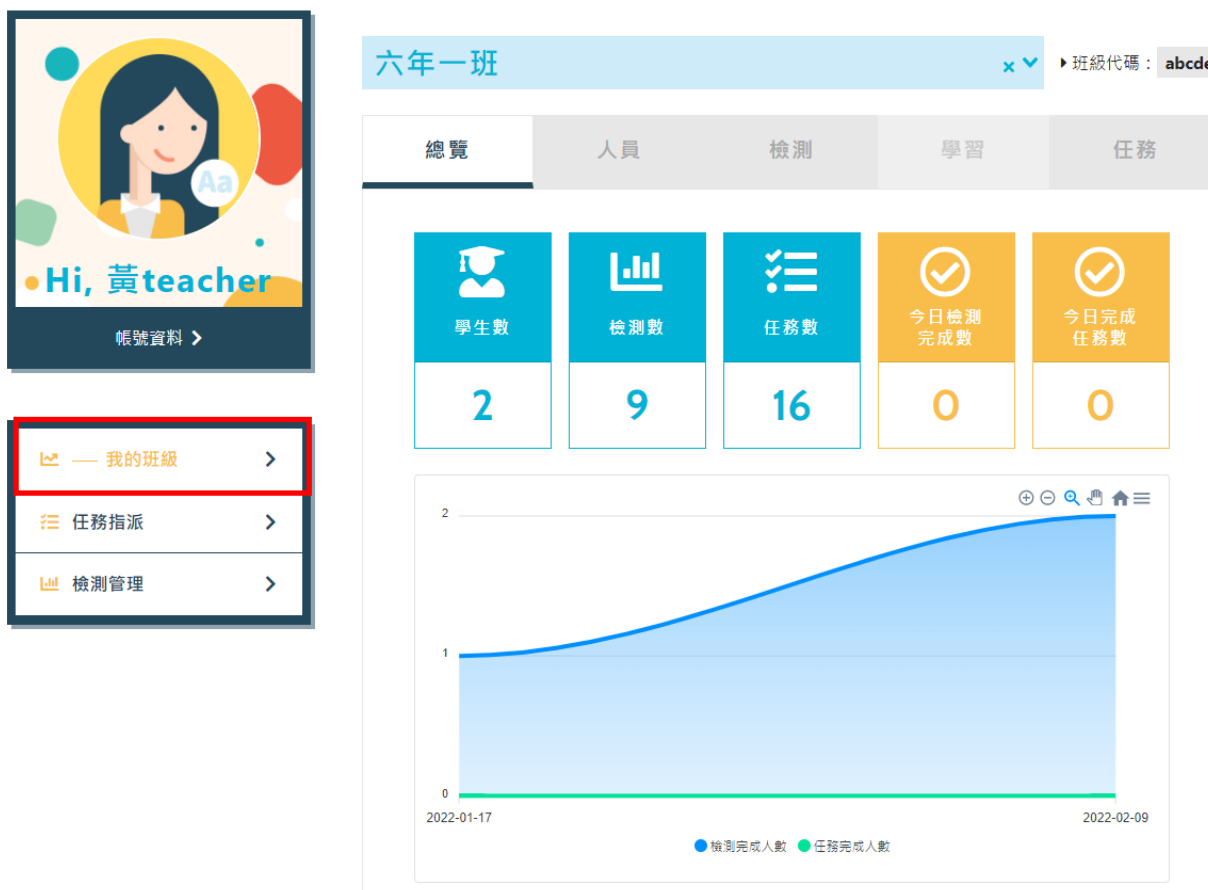 Aa
Hi, 黃teacher
帳號資料
我的班級
任務指派
檢測管理
六年一班
班級代碼： abcde
總覽 人員 檢測 學習 任務
學生數 檢測數 任務數 今日檢測完成數 今日完成任務數
2 9 16 0 0
2
1
0
2022-01-17 2022-02-09
檢測完成人數 任務完成人數